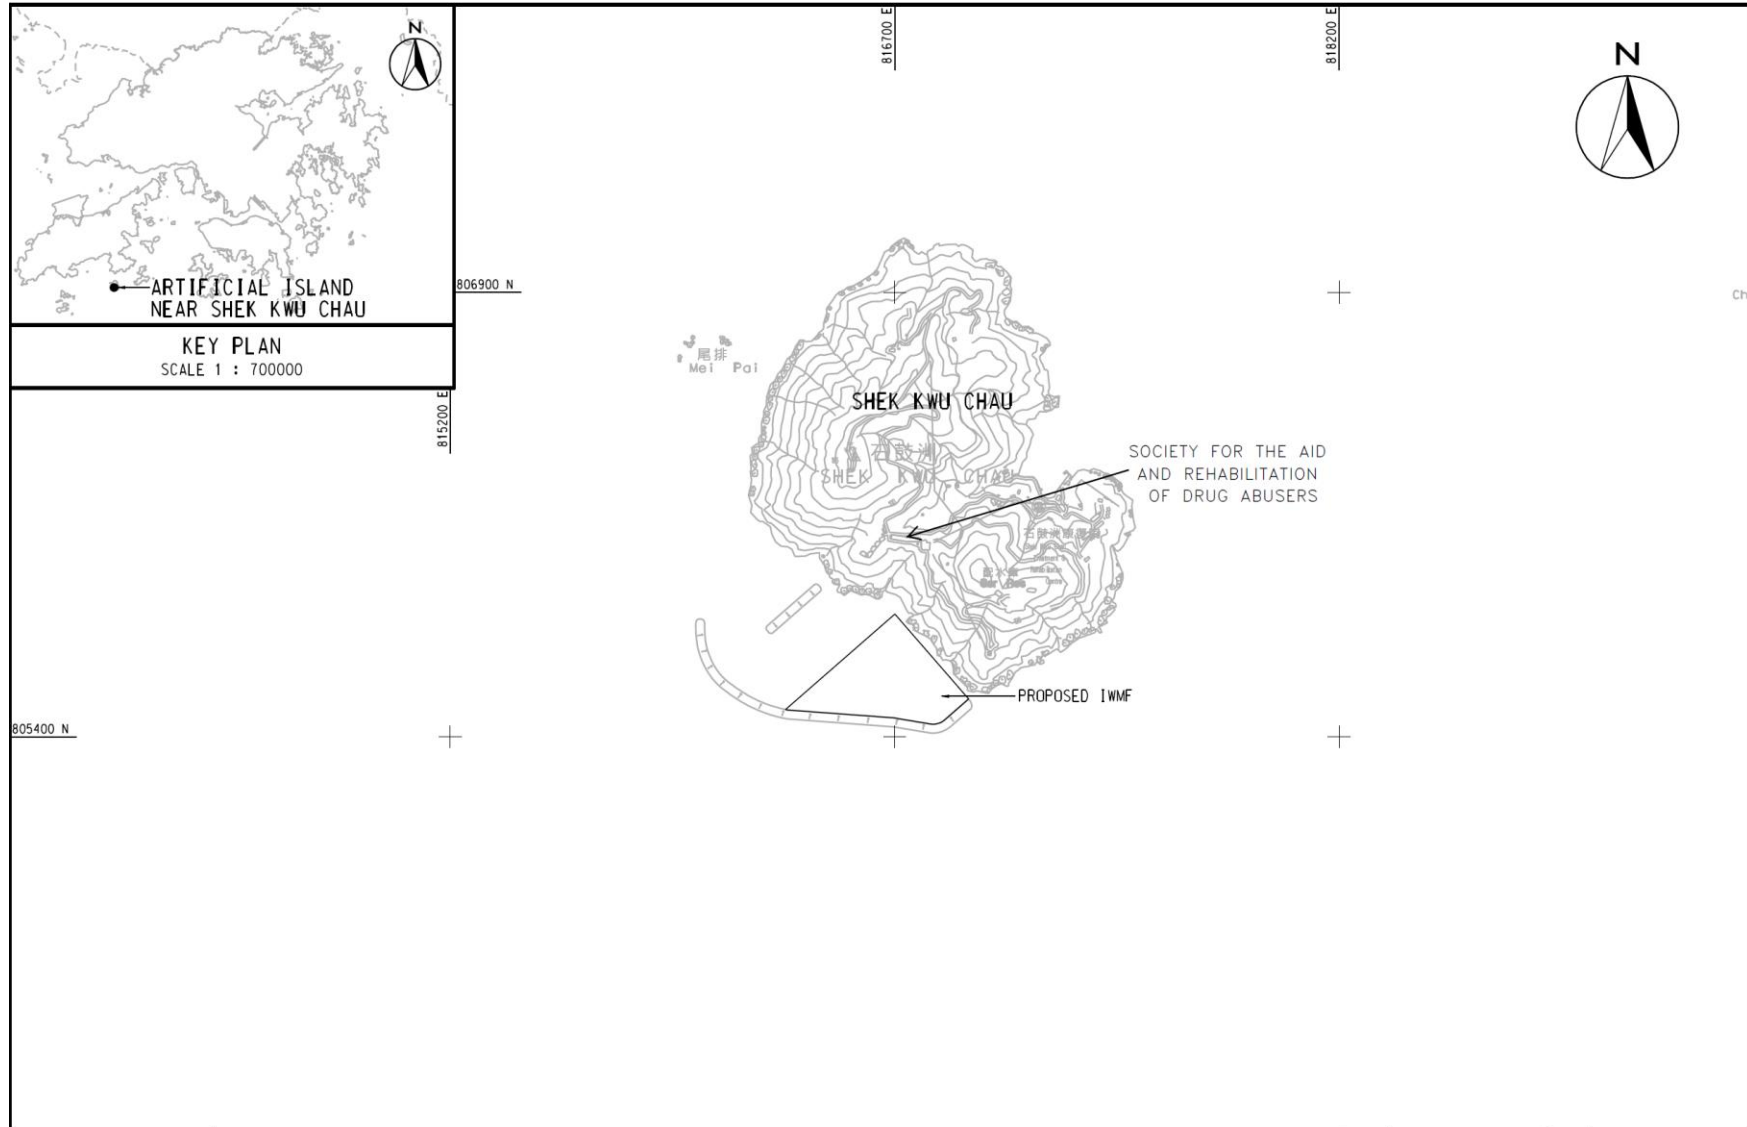 N
816700 E
818200 E
N
ARTIFICIAL ISLAND
NEAR SHEK KWU CHAU
806900 N
KEY PLAN
SCALE 1 : 700000
815200 E
尾排
Mei Pai
Ch
SHEK KWU CHAU
石鼓洲
SHEK KWU CHAU
SOCIETY FOR THE AID
AND REHABILITATION
OF DRUG ABUSERS
PROPOSED IWMF
805400 N